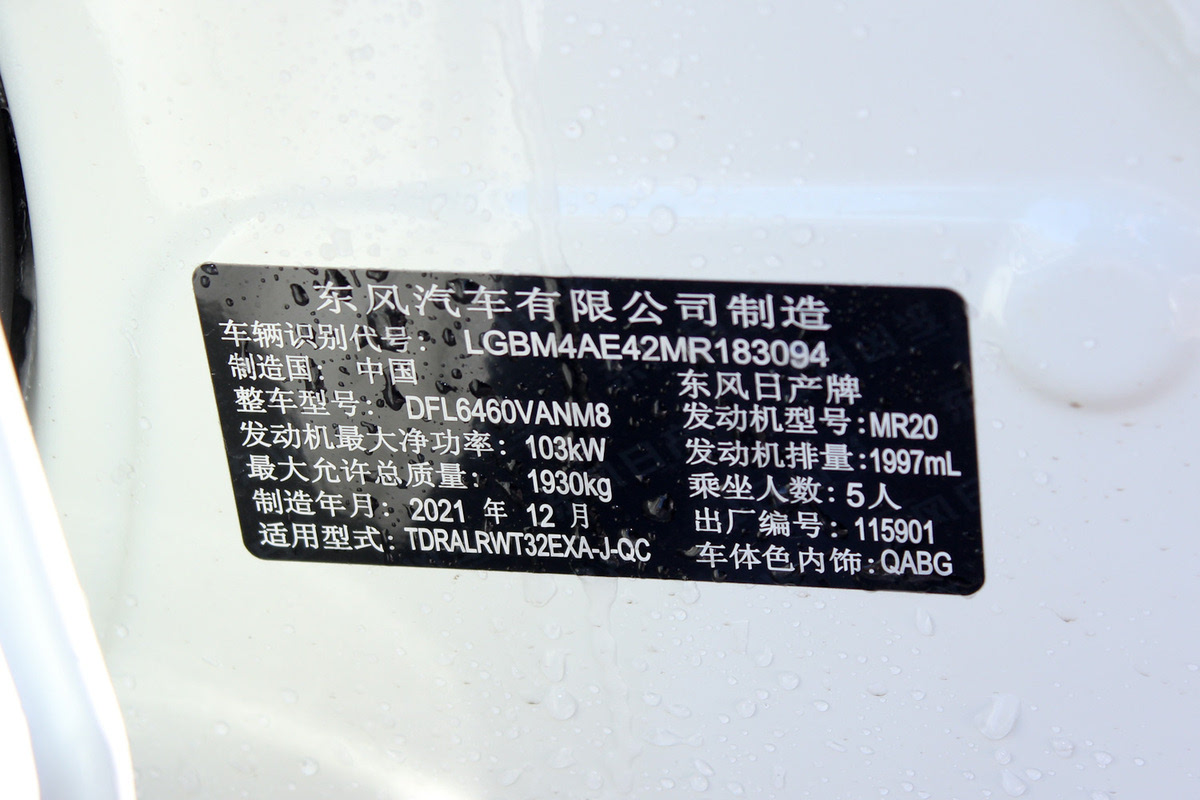 东风汽车有限公司制造
车辆识别代号： LGBM4AE42MR183094
制造国： 中国 东风日产牌
整车型号： DFL6460VANM8 发动机型号:MR20
发动机最大净功率： 103kW 发动机排量:1997mL
最大允许总质量： 1930kg 乘坐人数: 5人
制造年月: 2021 年 12 月 出厂编号: 115901
适用型式: TDRALRWT32EXA-J-QC 车体色内饰:QABG